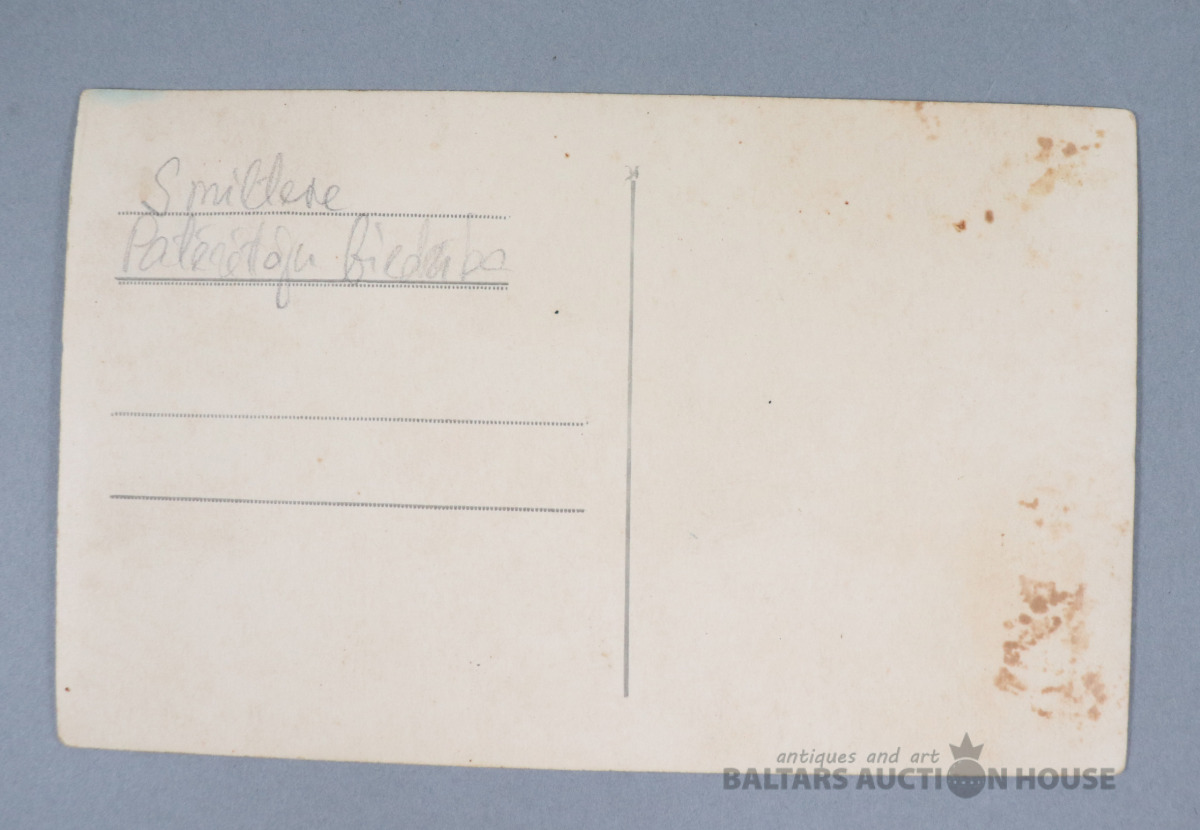 Smiltene
Patērētāju biedrība
antiques and art
BALTARS AUCTION HOUSE